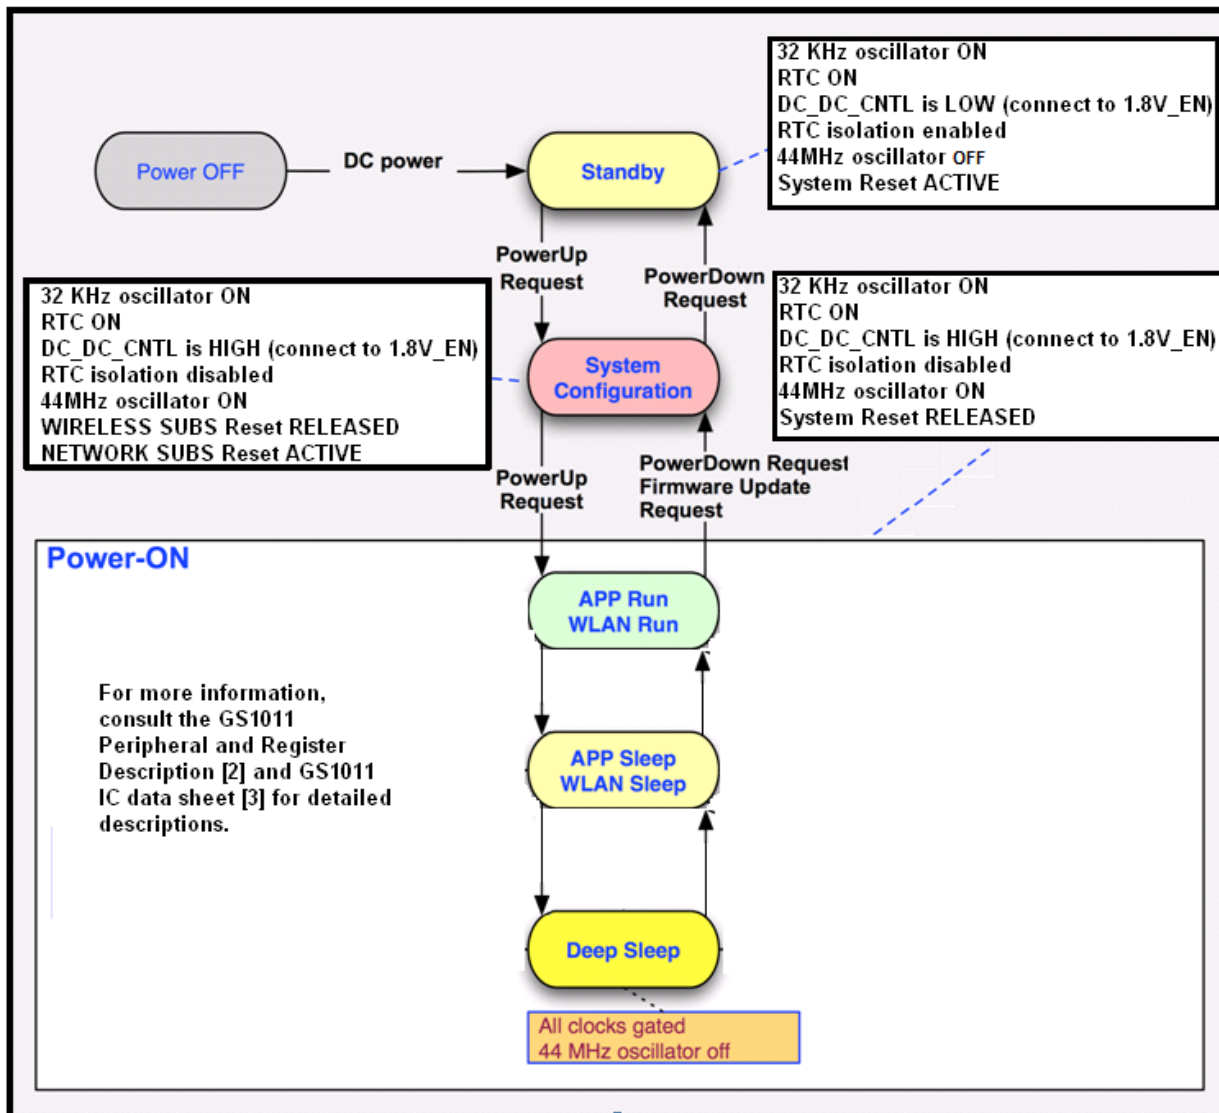 32 KHz oscillator ON
RTC ON
DC_DC_CNTL is LOW (connect to 1.8V_EN)
RTC isolation enabled
44MHz oscillator OFF
System Reset ACTIVE
Power OFF
DC power
Standby
PowerUp
Request
PowerDown
Request
32 KHz oscillator ON
RTC ON
DC_DC_CNTL is HIGH (connect to 1.8V_EN)
RTC isolation disabled
44MHz oscillator ON
WIRELESS SUBS Reset RELEASED
NETWORK SUBS Reset ACTIVE
32 KHz oscillator ON
RTC ON
DC_DC_CNTL is HIGH (connect to 1.8V_EN)
RTC isolation disabled
44MHz oscillator ON
System Reset RELEASED
System
Configuration
PowerUp
Request
PowerDown Request
Firmware Update
Request
Power-ON
APP Run
WLAN Run
For more information,
consult the GS1011
Peripheral and Register
Description [2] and GS1011
IC data sheet [3] for detailed
descriptions.
APP Sleep
WLAN Sleep
Deep Sleep
All clocks gated
44 MHz oscillator off